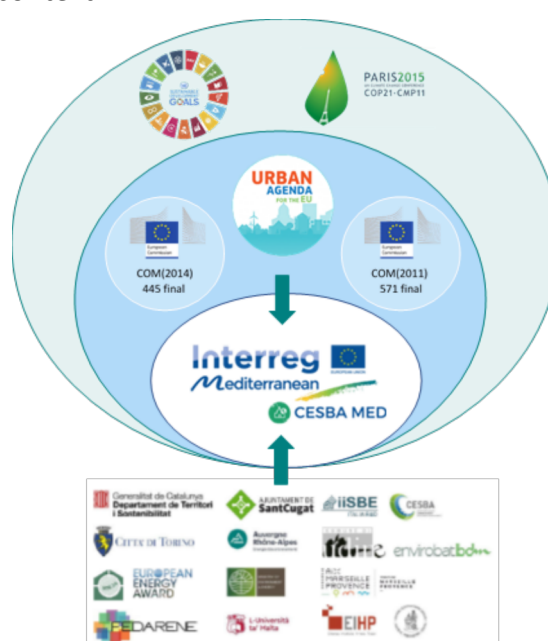 SUSTAINABLE
DEVELOPMENT
GOALS
PARIS2015
COP21·CMP11
URBAN
AGENDA
FOR THE EU
European
Commission
COM(2014)
445 final
European
Commission
COM(2011)
571 final
Interreg
EUROPEAN UNION
Mediterranean
CESBA MED
Generalitat de Catalunya
Departament de Territori
i Sostenibilitat
AJUNTAMENT DE
SantCugat
iiSBE
CESBA
CITTA' DI TORINO
Auvergne
Rhône-Alpes
envirobatbdm
EUROPEAN
ENERGY
AWARD
MARSEILLE
PROVENCE
FEDARENE
L-Università
ta' Malta
EIHP